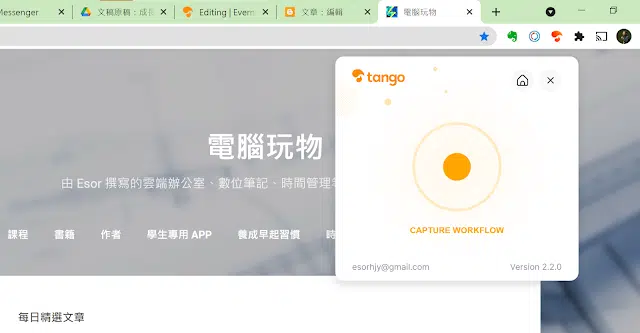 Messenger
文稿原稿：成
Editing | Evern
文章：編輯
電腦玩物
tango
電腦玩物
由 Esor 撰寫的雲端辦公室、數位筆記、時間管理
CAPTURE WORKFLOW
課程 書籍 作者 學生專用 APP 養成早起習慣 時
esorhjy@gmail.com Version 2.2.0
每日精選文章